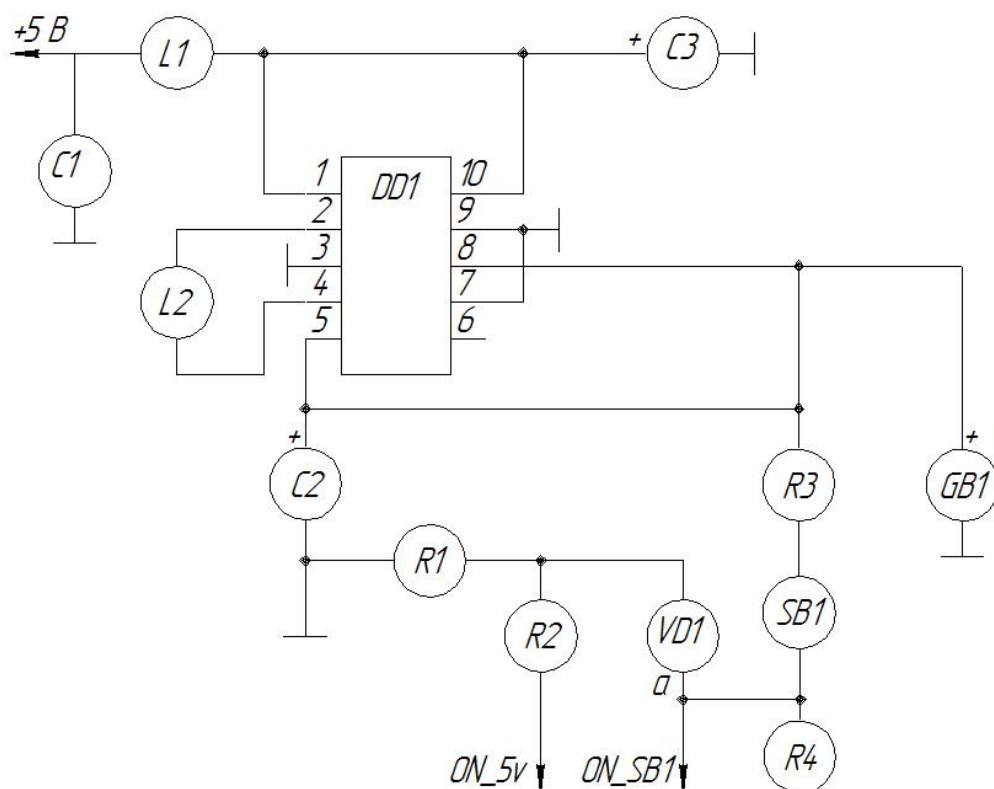 +5 В
L1
+
C3
C1
1
DD1
10
2
9
3
8
L2
4
7
5
6
+
C2
R3
+
GB1
R1
R2
VD1
SB1
a
ON_5v
ON_SB1
R4